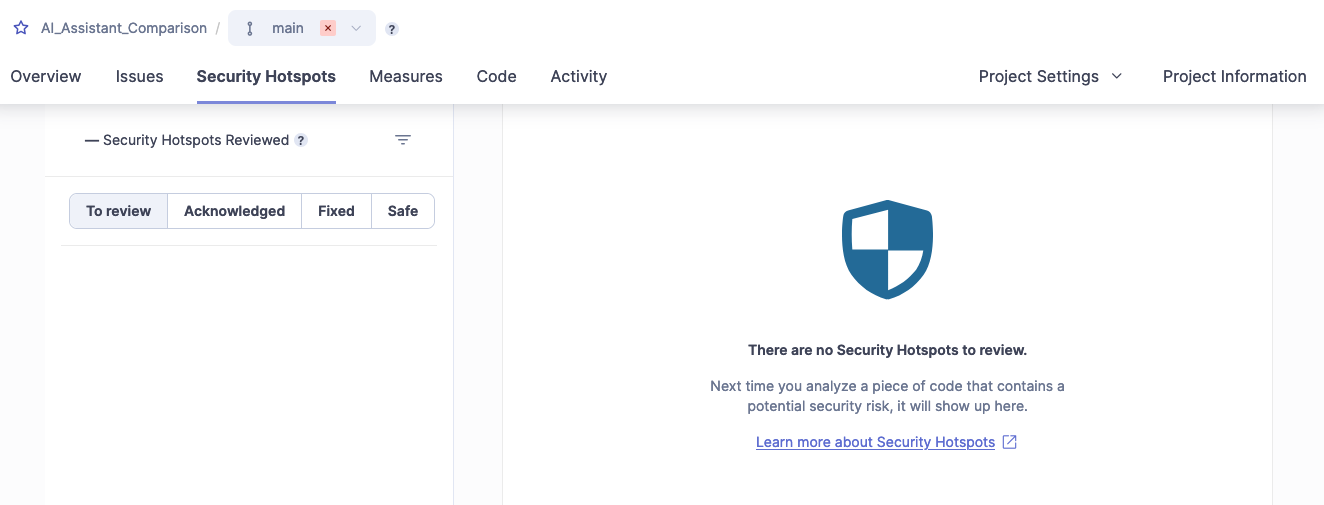 AI_Assistant_Comparison / main ?
Overview Issues Security Hotspots Measures Code Activity Project Settings Project Information
— Security Hotspots Reviewed ?
To review Acknowledged Fixed Safe
There are no Security Hotspots to review.
Next time you analyze a piece of code that contains a
potential security risk, it will show up here.
Learn more about Security Hotspots